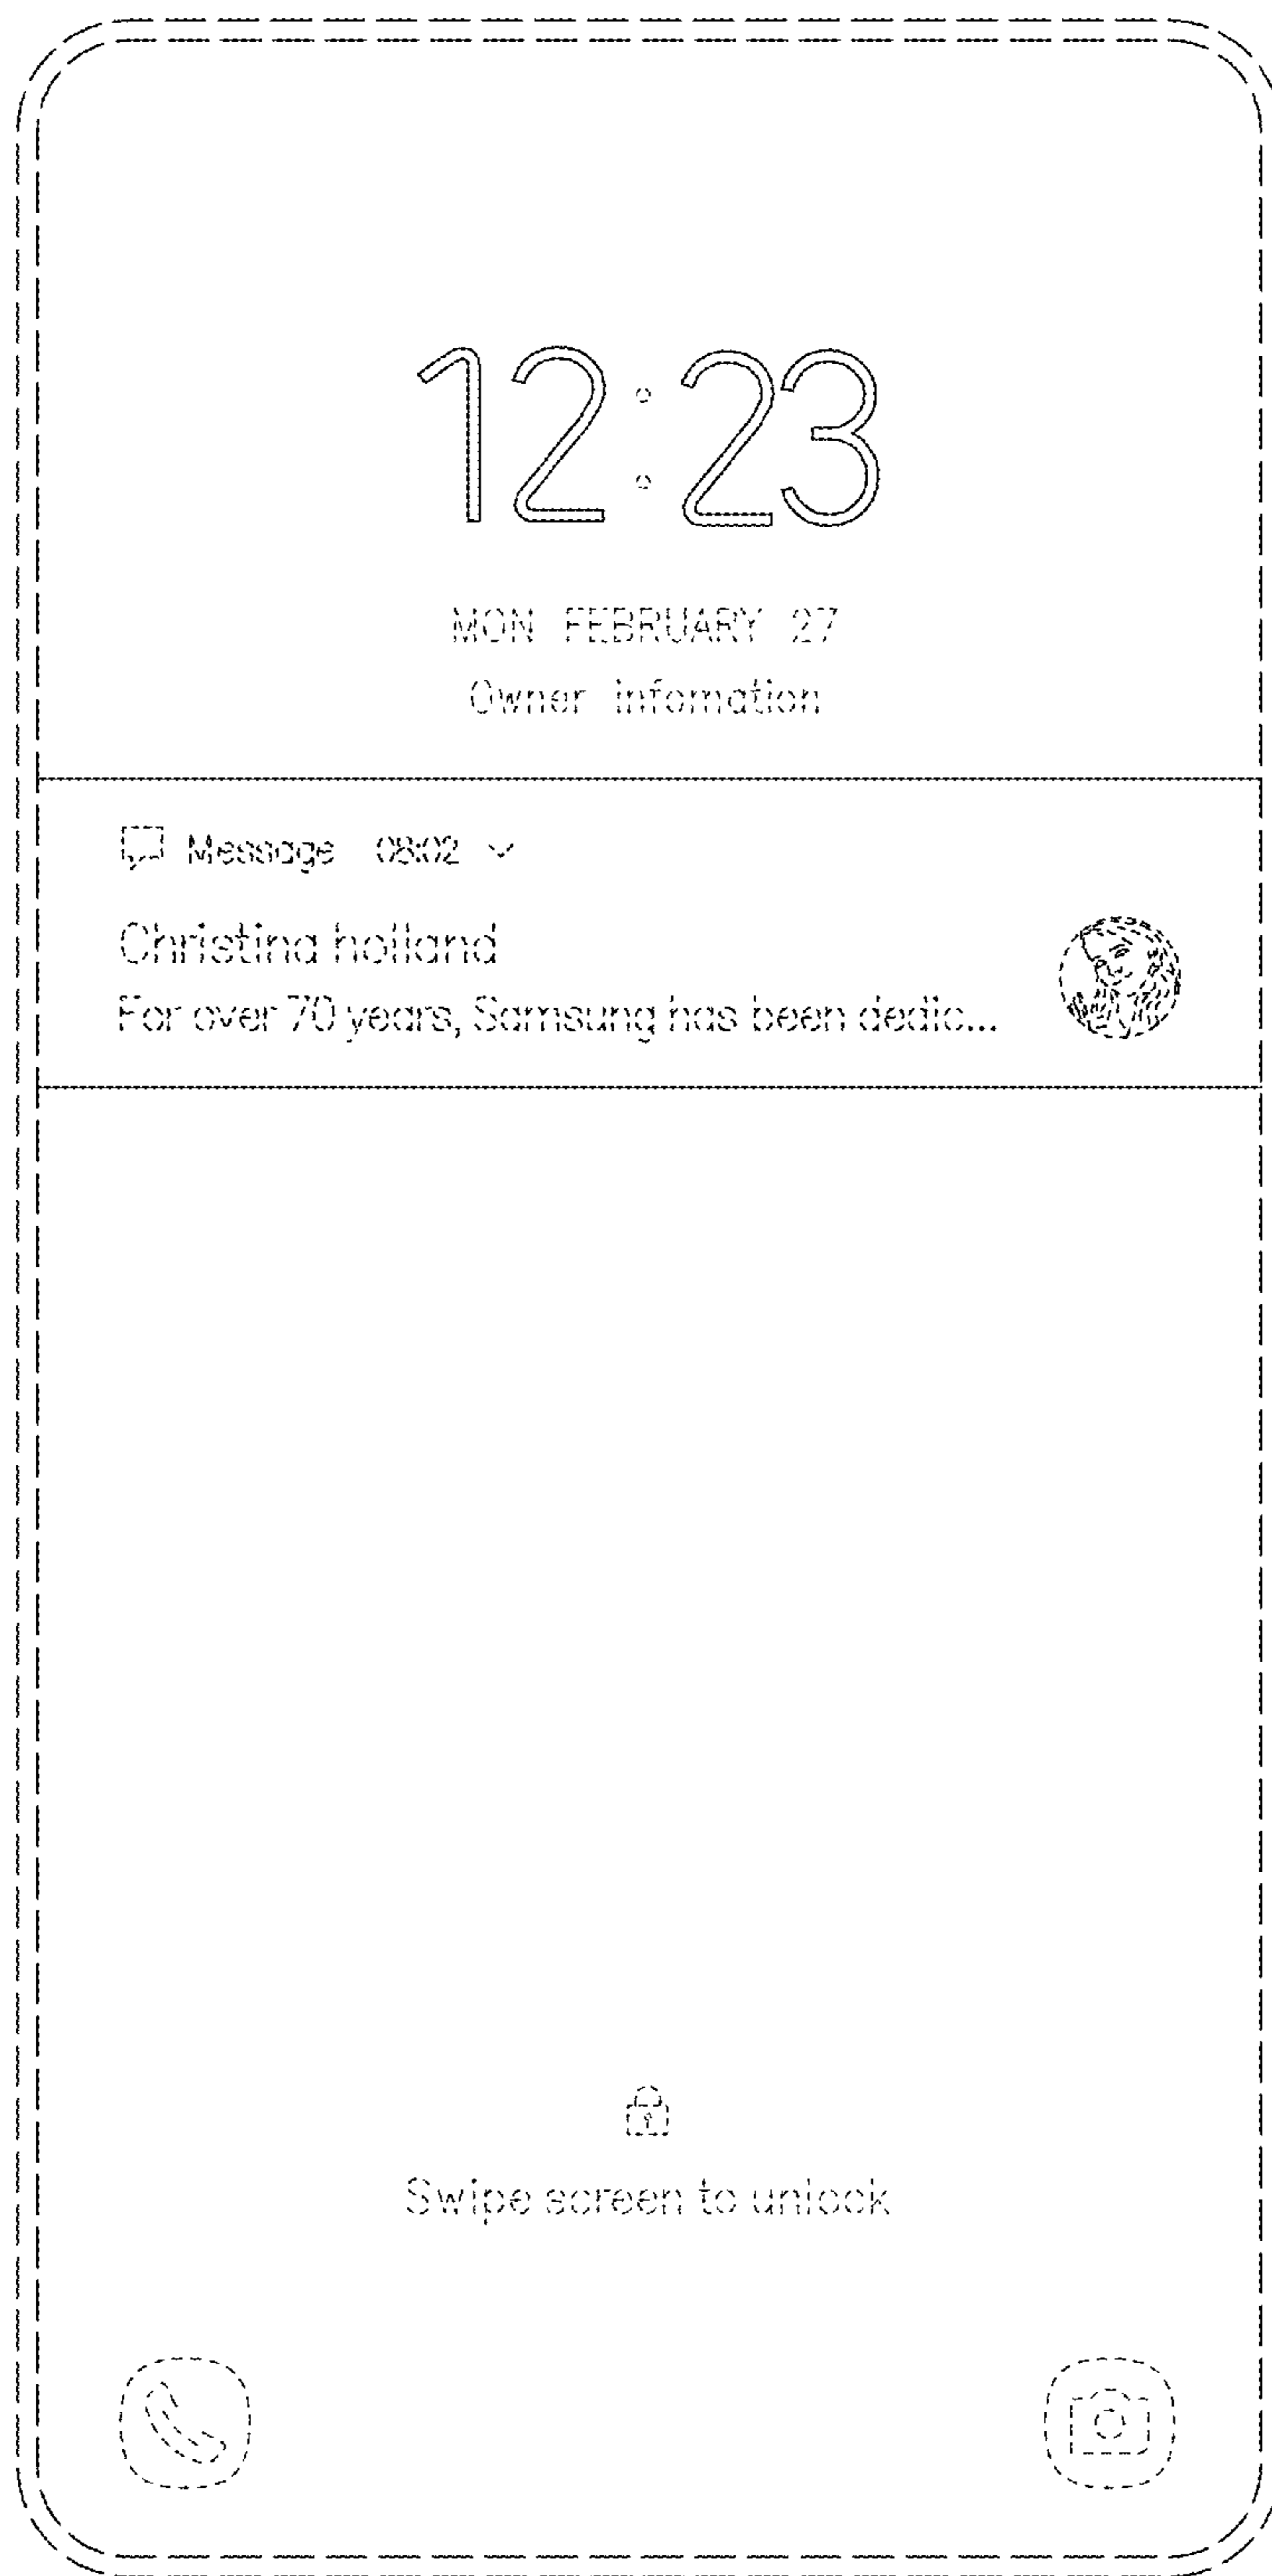 12:23
MON FEBRUARY 27
Owner infomation
Message 08:02
Christina holland
For over 70 years, Samsung has been dedic...
Swipe screen to unlock